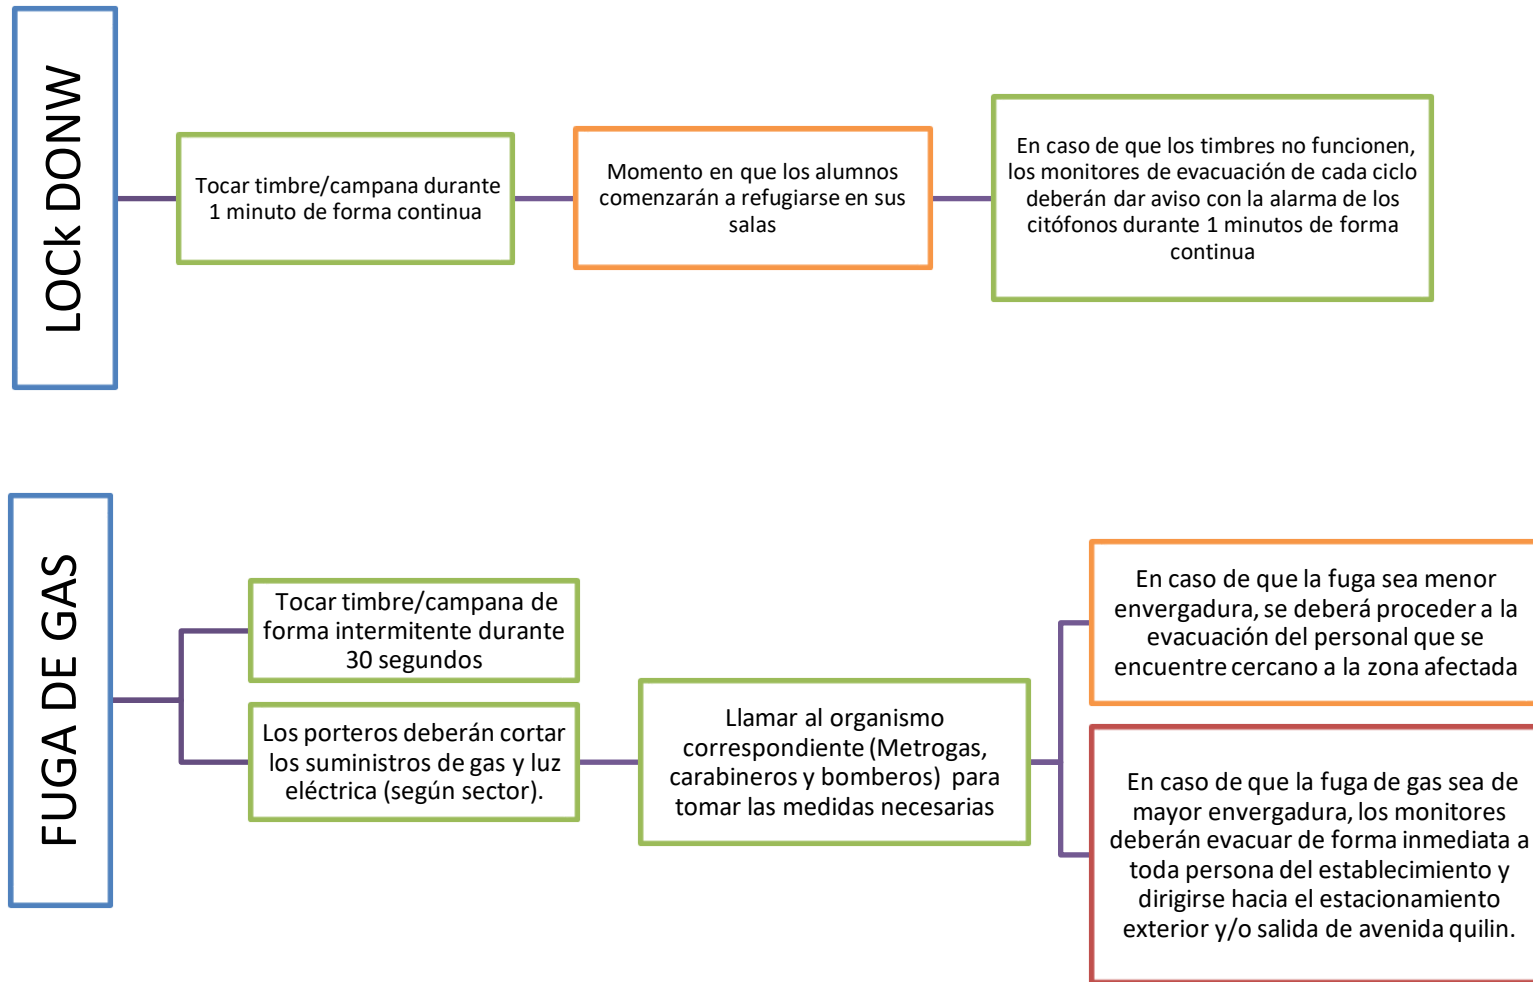 LOCk DONW
Tocar timbre/campana durante
1 minuto de forma continua
Momento en que los alumnos
comenzarán a refugiarse en sus
salas
En caso de que los timbres no funcionen,
los monitores de evacuación de cada ciclo
deberán dar aviso con la alarma de los
citófonos durante 1 minutos de forma
continua
FUGA DE GAS
Tocar timbre/campana de
forma intermitente durante
30 segundos
Los porteros deberán cortar
los suministros de gas y luz
eléctrica (según sector).
Llamar al organismo
correspondiente (Metrogas,
carabineros y bomberos) para
tomar las medidas necesarias
En caso de que la fuga sea menor
envergadura, se deberá proceder a la
evacuación del personal que se
encuentre cercano a la zona afectada
En caso de que la fuga de gas sea de
mayor envergadura, los monitores
deberán evacuar de forma inmediata a
toda persona del establecimiento y
dirigirse hacia el estacionamiento
exterior y/o salida de avenida quilin.